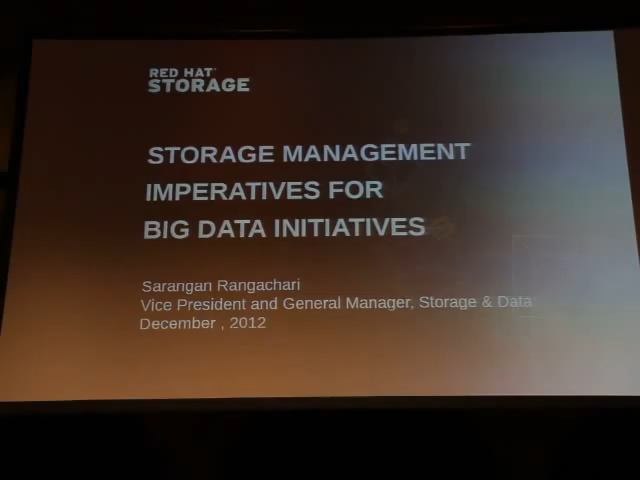 RED HAT
STORAGE
STORAGE MANAGEMENT
IMPERATIVES FOR
BIG DATA INITIATIVES
Sarangan Rangachari
Vice President and General Manager, Storage & Data
December , 2012